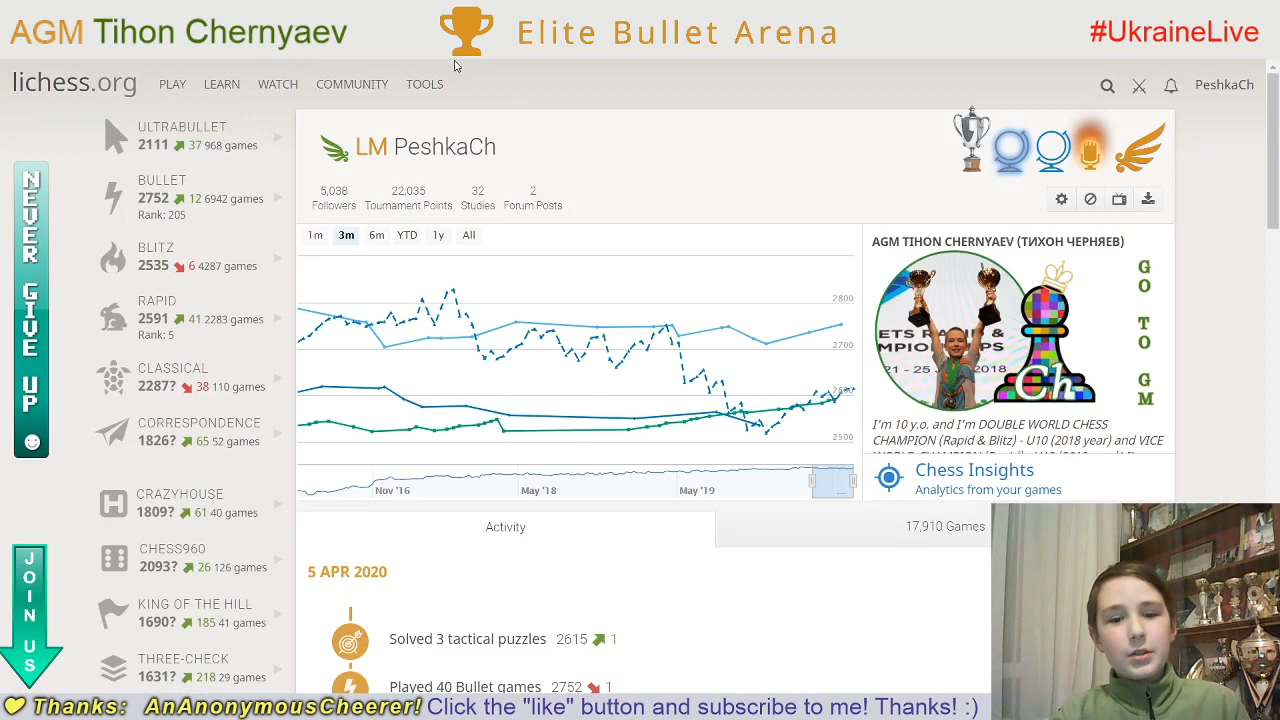 AGM Tihon Chernyaev
Elite Bullet Arena
#UkraineLive
lichess.org
PLAY LEARN WATCH COMMUNITY TOOLS
PeshkaCh
NEVER GIVE UP
JOIN US
ULTRABULLET
2111 37 968 games
BULLET
2752 12 6942 games
Rank: 205
BLITZ
2535 6 4287 games
RAPID
2591 41 2283 games
Rank: 5
CLASSICAL
2287? 38 110 games
CORRESPONDENCE
1826? 65 52 games
CRAZYHOUSE
1809? 61 40 games
CHESS960
2093? 26 126 games
KING OF THE HILL
1690? 185 41 games
THREE-CHECK
1631? 218 29 games
LM PeshkaCh
5,038 22,035 32 2
Followers Tournament Points Studies Forum Posts
1m 3m 6m YTD 1y All
2800
2700
2600
2500
Nov '16 May '18 May '19 ...
AGM TIHON CHERNYAEV (ТИХОН ЧЕРНЯЕВ)
GO TO GM
21 - 25 2018
Ch
I'm 10 y.o. and I'm DOUBLE WORLD CHESS
CHAMPION (Rapid & Blitz) - U10 (2018 year) and VICE
Chess Insights
Analytics from your games
Activity
17,910 Games
5 APR 2020
Solved 3 tactical puzzles 2615 1
Played 40 Bullet games 2752 1
Thanks: AnAnonymousCheerer! Click the "like" button and subscribe to me! Thanks! :)